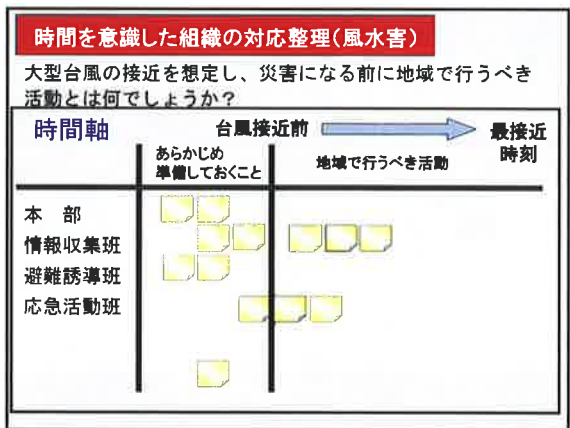 時間を意識した組織の対応整理(風水害)
大型台風の接近を想定し、災害になる前に地域で行うべき
活動とは何でしょうか?
時間軸
台風接近前
最接近
時刻
あらかじめ
準備しておくこと
地域で行うべき活動
本 部
情報収集班
避難誘導班
応急活動班